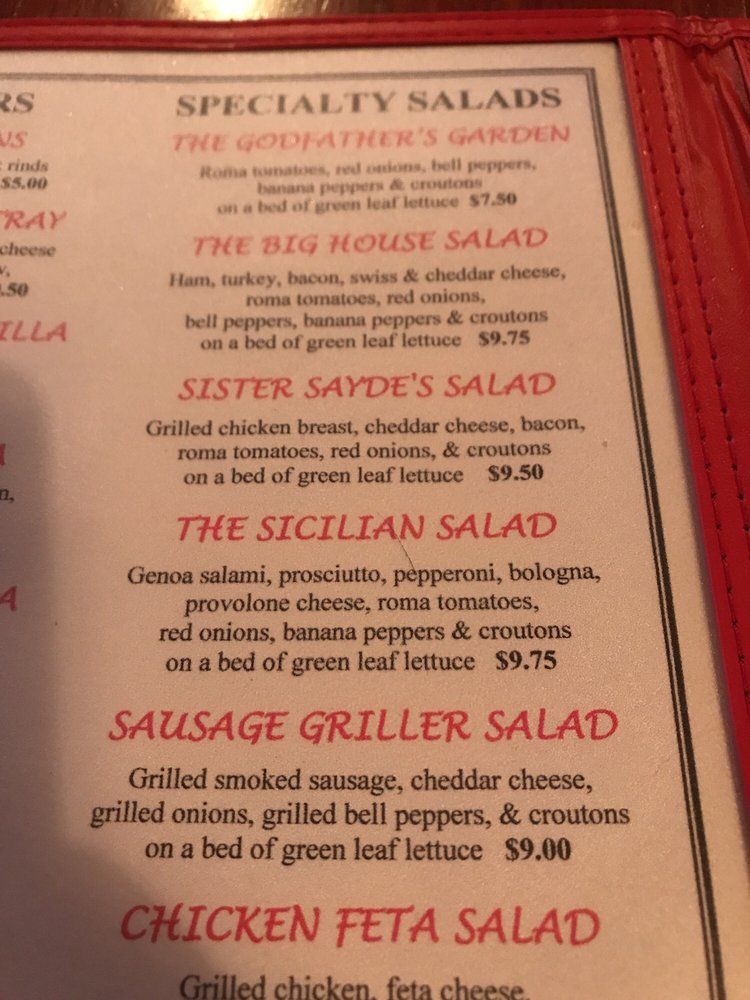 RS
NS
rinds
$5.00
TRAY
cheese
.50
ILLA
SPECIALTY SALADS
THE GODFATHER'S GARDEN
Roma tomatoes, red onions, bell peppers,
banana peppers & croutons
on a bed of green leaf lettuce $7.50
THE BIG HOUSE SALAD
Ham, turkey, bacon, swiss & cheddar cheese,
roma tomatoes, red onions,
bell peppers, banana peppers & croutons
on a bed of green leaf lettuce $9.75
SISTER SAYDE'S SALAD
Grilled chicken breast, cheddar cheese, bacon,
roma tomatoes, red onions, & croutons
on a bed of green leaf lettuce $9.50
THE SICILIAN SALAD
Genoa salami, prosciutto, pepperoni, bologna,
provolone cheese, roma tomatoes,
red onions, banana peppers & croutons
on a bed of green leaf lettuce $9.75
SAUSAGE GRILLER SALAD
Grilled smoked sausage, cheddar cheese,
grilled onions, grilled bell peppers, & croutons
on a bed of green leaf lettuce $9.00
CHICKEN FETA SALAD
Grilled chicken, feta cheese,